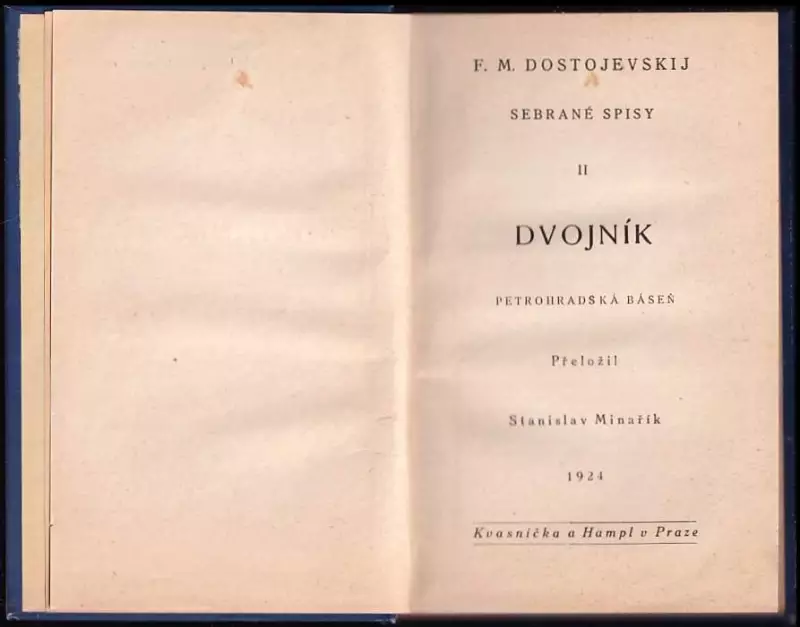 F. M. DOSTOJEVSKIJ
SEBRANÉ SPISY
II
DVOJNÍK
PETROHRADSKÁ BÁSEŇ
Přeložil
Stanislav Minařík
1924
Kvasnička a Hampl v Praze